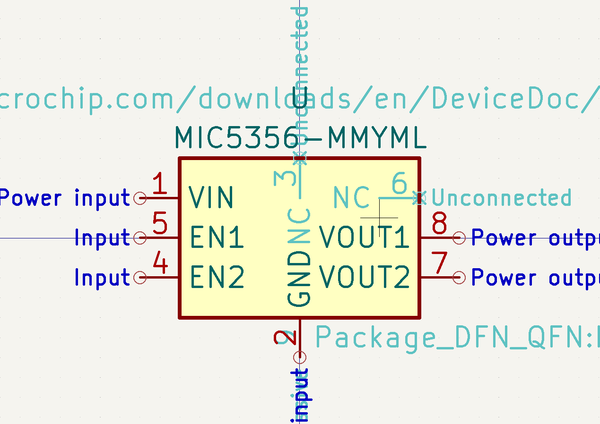 Unconnected
crochip.com/downloads/en/DeviceDoc/
U
MIC5356-MMYML
3
Power input 1 VIN NC 6 Unconnected
Input 5 EN1 NC VOUT1 8 Power outp
Input 4 EN2 GND VOUT2 7 Power outp
2 Package_DFN_QFN:
input